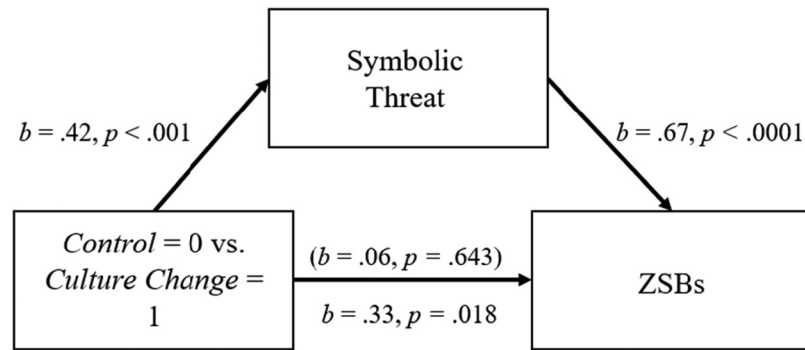 Symbolic
Threat
b = .42, p < .001
b = .67, p < .0001
Control = 0 vs.
Culture Change =
1
(b = .06, p = .643)
b = .33, p = .018
ZSBs